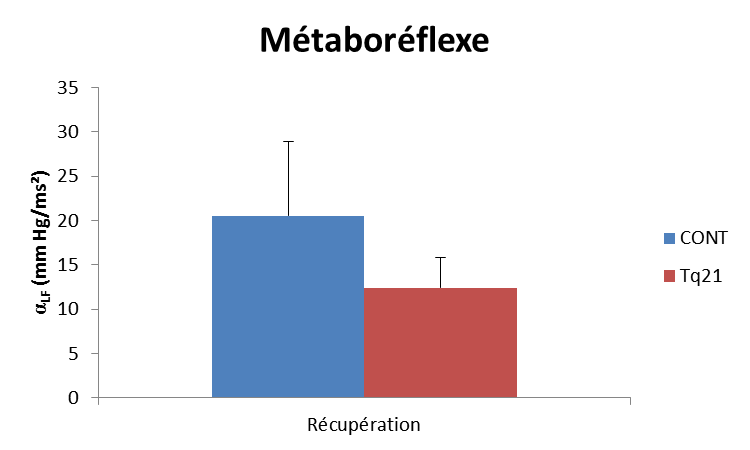 Métaboréflexe
35
30
25
20
15
10
5
0
αLF (mm Hg/ms²)
Récupération
CONT
Tq21